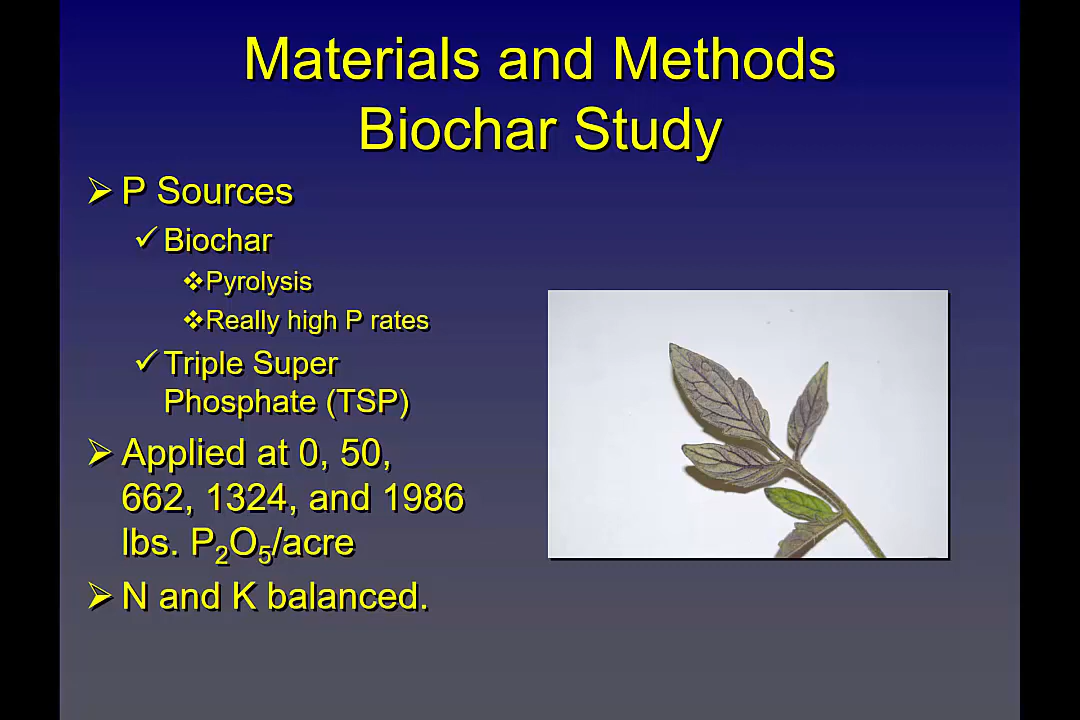 Materials and Methods
Biochar Study
➢ P Sources
✓ Biochar
❖Pyrolysis
❖Really high P rates
✓ Triple Super
Phosphate (TSP)
➢ Applied at 0, 50,
662, 1324, and 1986
lbs. P₂O₅/acre
➢ N and K balanced.